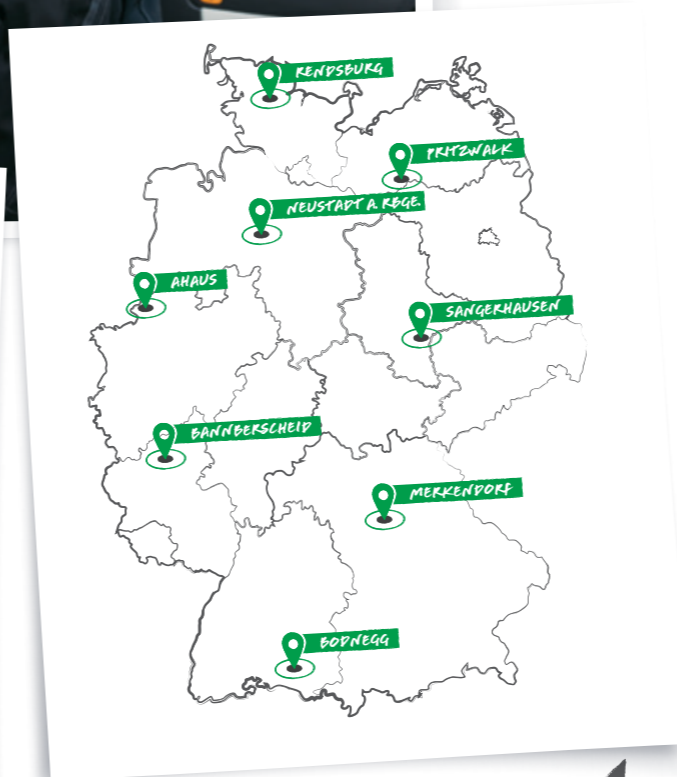 RENDSBURG
PRITZWALK
NEUSTADT A. RBGE.
AHAUS
SANGERHAUSEN
BANNBERSCHEID
MERKENDORF
BODNEGG